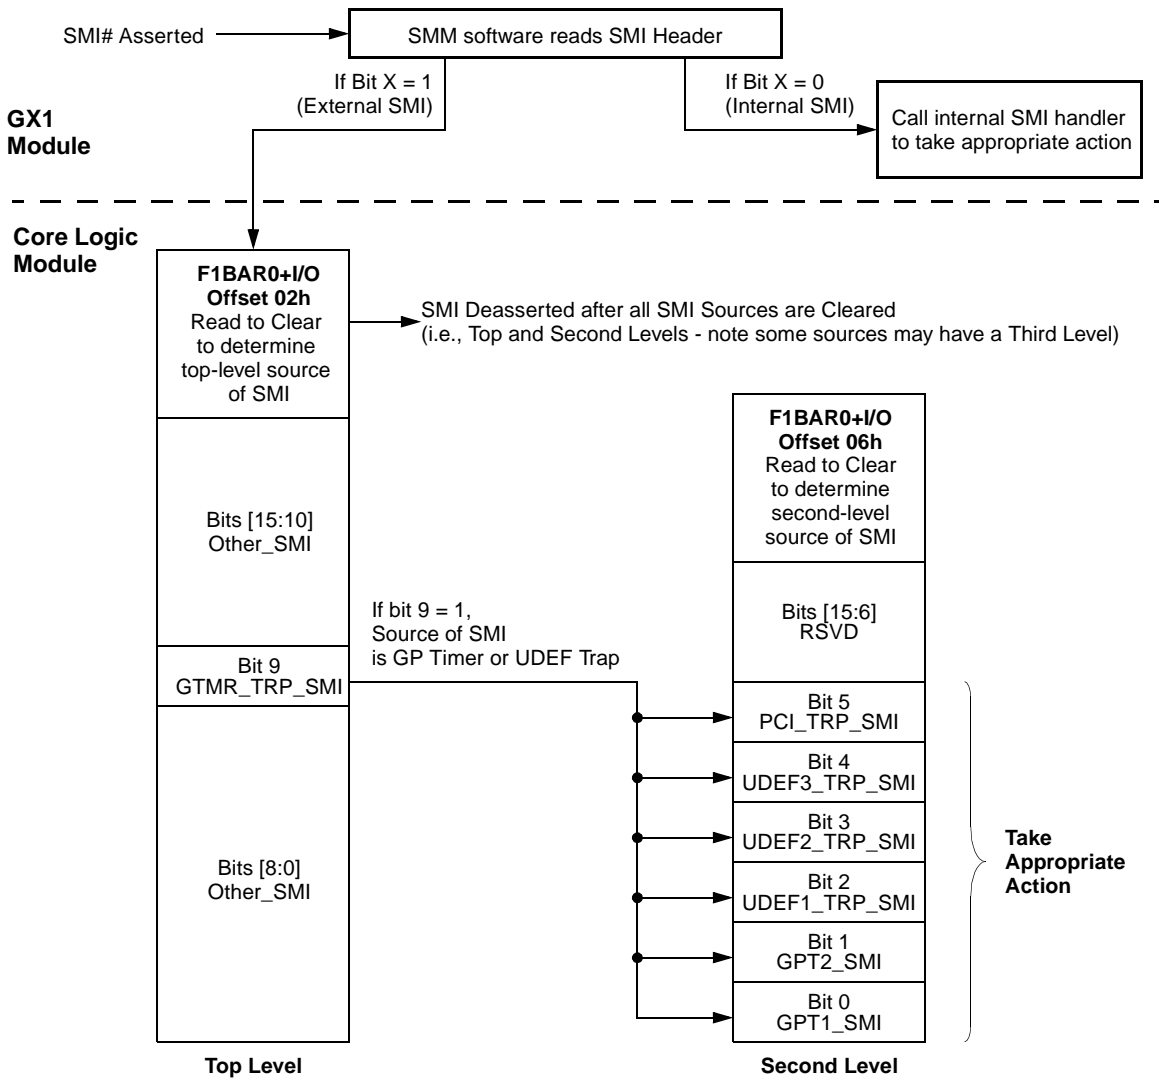 SMI# Asserted
SMM software reads SMI Header
If Bit X = 1
(External SMI)
If Bit X = 0
(Internal SMI)
Call internal SMI handler
to take appropriate action
GX1
Module
Core Logic
Module
F1BAR0+I/O
Offset 02h
Read to Clear
to determine
top-level source
of SMI
SMI Deasserted after all SMI Sources are Cleared
(i.e., Top and Second Levels - note some sources may have a Third Level)
Bits [15:10]
Other_SMI
If bit 9 = 1,
Source of SMI
is GP Timer or UDEF Trap
Bit 9
GTMR_TRP_SMI
Bits [8:0]
Other_SMI
Top Level
F1BAR0+I/O
Offset 06h
Read to Clear
to determine
second-level
source of SMI
Bits [15:6]
RSVD
Bit 5
PCI_TRP_SMI
Bit 4
UDEF3_TRP_SMI
Bit 3
UDEF2_TRP_SMI
Bit 2
UDEF1_TRP_SMI
Bit 1
GPT2_SMI
Bit 0
GPT1_SMI
Second Level
Take
Appropriate
Action